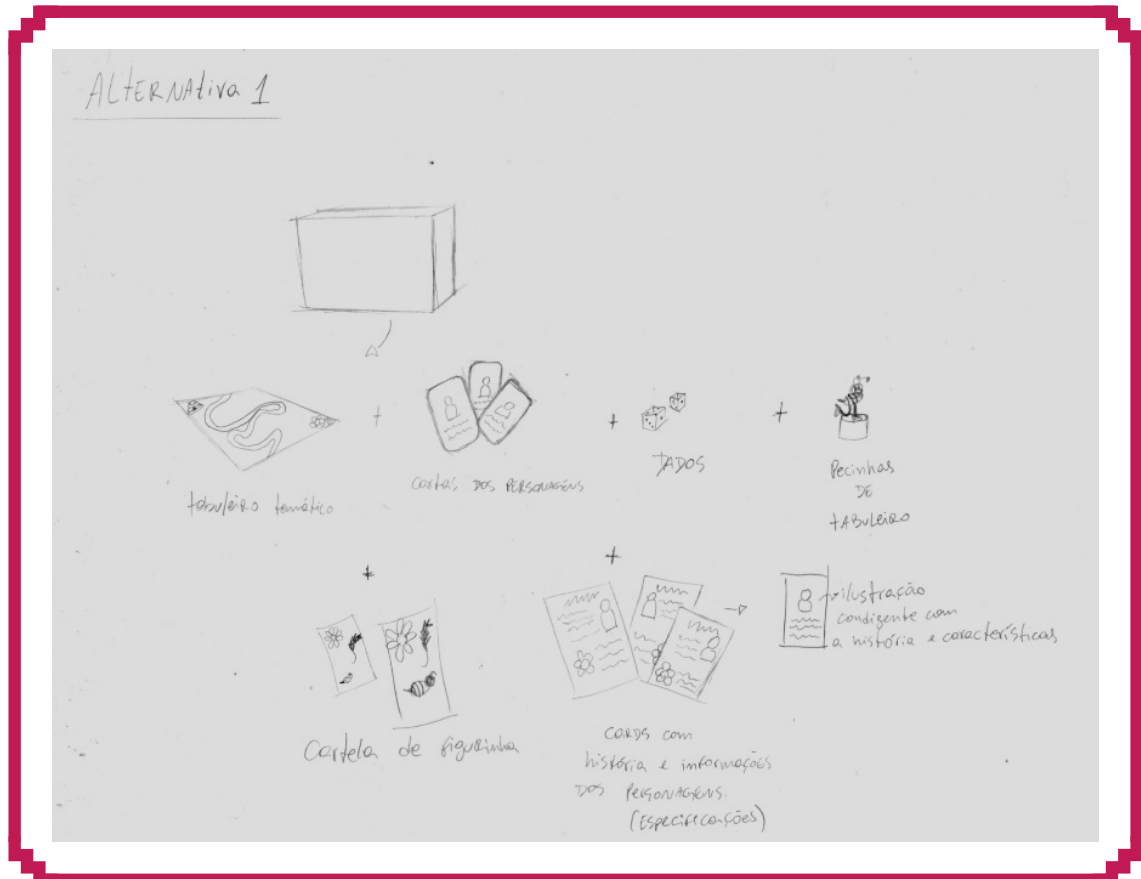 ALTERNAtiva 1
tabuleiro temático
cartas DOS PERSONAGENS
DADOS
Pecinhas
DE
tABULEIRO
ilustração
condizente com
a história e características
Cartela de figurinha
CARDS com
história e informações
DOS PERSONAGENS.
(ESPECIFICAÇÕES)